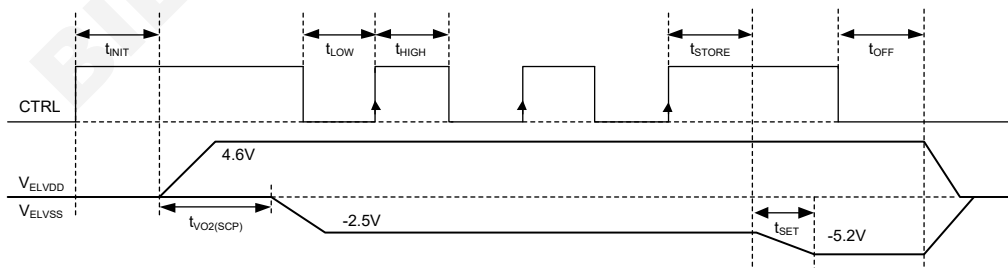 tINIT
tLOW
tHIGH
tSTORE
tOFF
CTRL
4.6V
VELVDD
VELVSS
tVO2(SCP)
-2.5V
tSET
-5.2V